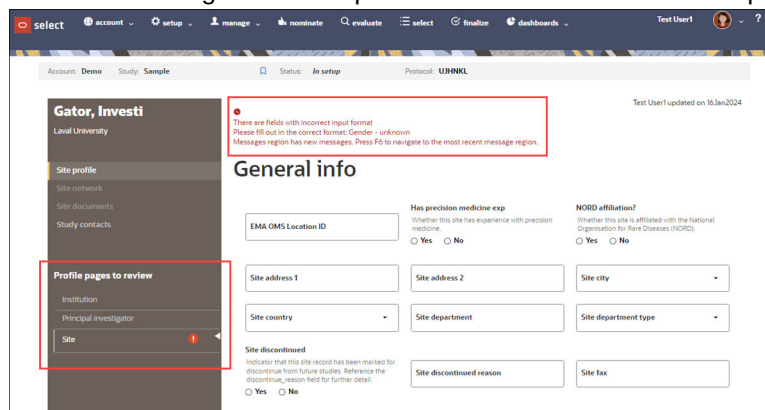 select account setup manage nominate evaluate select finalize dashboards Test User1 ?
Account: Demo Study: Sample Status: In setup Protocol: UJHNKL
Gator, Investi
Laval University
Site profile
Site network
Site documents
Study contacts
Profile pages to review
Institution
Principal investigator
Site !
Test User1 updated on 16Jan2024
There are fields with incorrect input format
Please fill out in the correct format: Gender - unknown
Messages region has new messages. Press F6 to navigate to the most recent message region.
General info
EMA OMS Location ID
Has precision medicine exp
Whether this site has experience with precision
medicine.
Yes No
NORD affiliation?
Whether this site is affiliated with the National
Organisation for Rare Diseases (NORD).
Yes No
Site address 1
Site address 2
Site city
Site country
Site department
Site department type
Site discontinued
Indicator that this site record has been marked for
discontinue from future studies. Reference the
discontinue_reason field for further detail.
Yes No
Site discontinued reason
Site fax